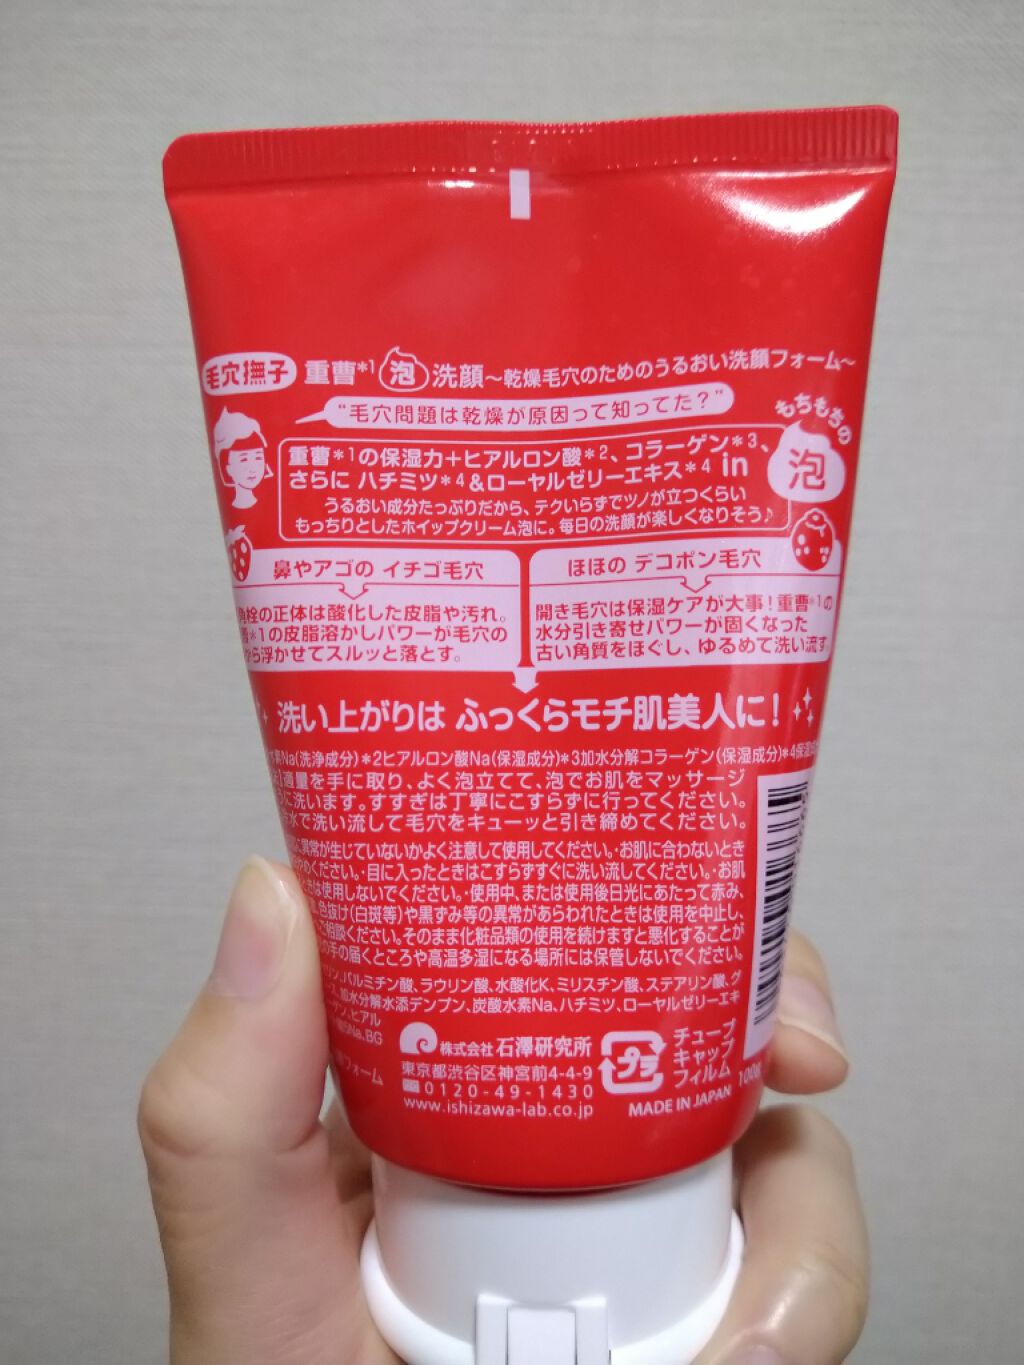 毛穴撫子 重曹*1 泡 洗顔～乾燥毛穴のためのうるおい洗顔フォーム～
"毛穴問題は乾燥が原因って知ってた？"
もちもちの
泡
重曹*1の保湿力＋ヒアルロン酸*2、コラーゲン*3、
さらに ハチミツ*4＆ローヤルゼリーエキス*4 in
うるおい成分たっぷりだから、テクいらずでツノが立つくらい
もっちりとしたホイップクリーム泡に。毎日の洗顔が楽しくなりそう♪
鼻やアゴの イチゴ毛穴
角栓の正体は酸化した皮脂や汚れ。
*1の皮脂溶かしパワーが毛穴の
から浮かせてスルッと落とす。
ほほの デコポン毛穴
開き毛穴は保湿ケアが大事！重曹*1の
水分引き寄せパワーが固くなった
古い角質をほぐし、ゆるめて洗い流す。
洗い上がりは ふっくらモチ肌美人に！
素Na(洗浄成分)*2ヒアルロン酸Na(保湿成分)*3加水分解コラーゲン(保湿成分)*4保湿
適量を手に取り、よく泡立てて、泡でお肌をマッサージ
に洗います。すすぎは丁寧にこすらずに行ってください。
水で洗い流して毛穴をキューッと引き締めてください。
に異常が生じていないかよく注意して使用してください。・お肌に合わないとき
ください。・目に入ったときはこすらずすぐに洗い流してください。・お肌
は使用しないでください。・使用中、または使用後日光にあたって赤み、
色抜け(白斑等)や黒ずみ等の異常があらわれたときは使用を中止し、
相談ください。そのまま化粧品類の使用を続けますと悪化することが
の手の届くところや高温多湿になる場所には保管しないでください。
リン、パルミチン酸、ラウリン酸、水酸化K、ミリスチン酸、ステアリン酸、グ
加水分解水添デンプン、炭酸水素Na、ハチミツ、ローヤルゼリーエキ
ゲン、ヒアル
Na、BG
フォーム
株式会社 石澤研究所
東京都渋谷区神宮前4-4-9
0120-49-1430
www.ishizawa-lab.co.jp
プラ
チューブ
キャップ
フィルム
MADE IN JAPAN
100g